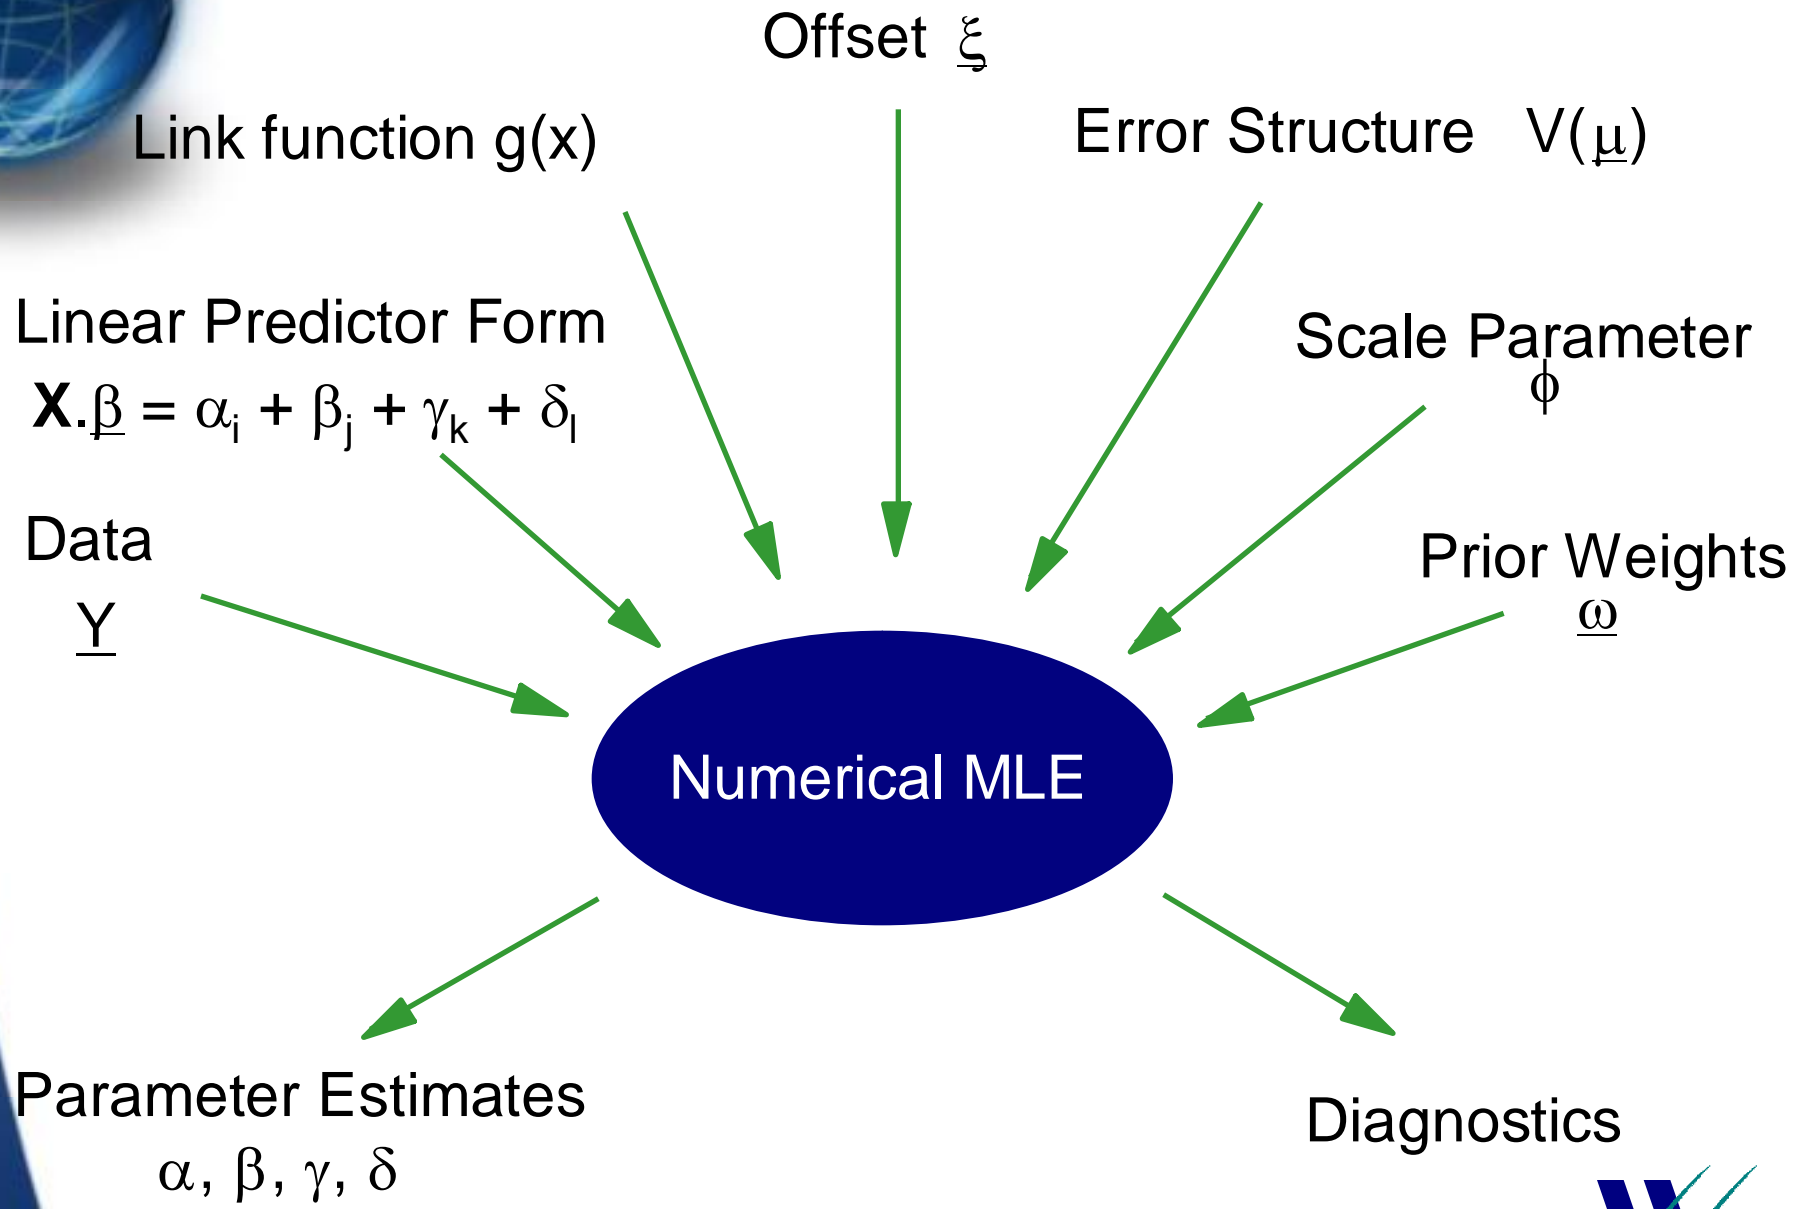 Offset ξ
Link function g(x)
Error Structure V(μ)
Linear Predictor Form
X.β = αi + βj + γk + δl
Scale Parameter
ϕ
Data
Y
Prior Weights
ω
Numerical MLE
Parameter Estimates
α, β, γ, δ
Diagnostics